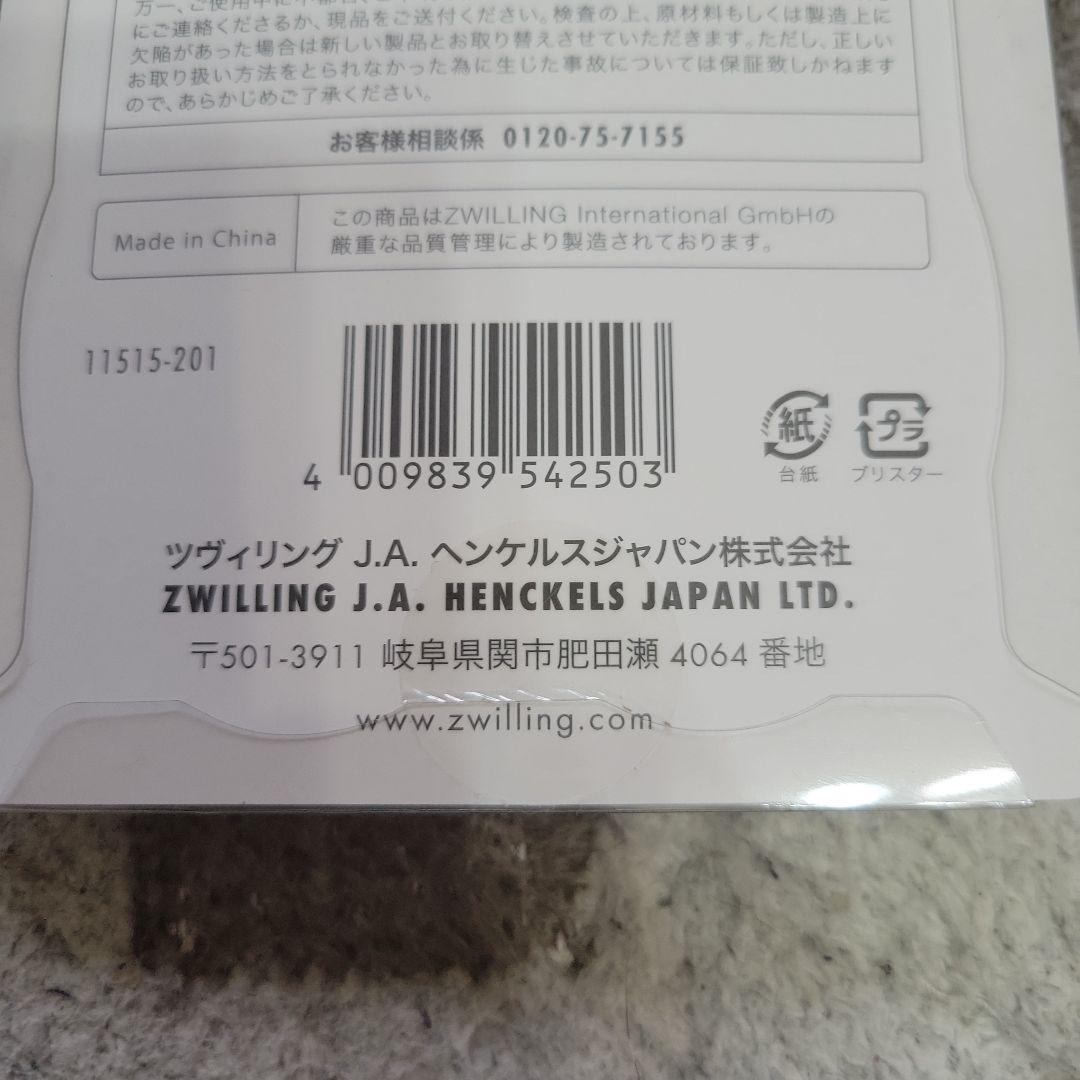 にご連絡くださるか、現品をご送付ください。検査の上、原材料もしくは製造上に
欠陥があった場合は新しい製品とお取り替えさせていただきます。ただし、正しい
お取り扱い方法をとられなかった為に生じた事故については保証致しかねます
ので、あらかじめご了承ください。
お客様相談係 0120-75-7155
Made in China
この商品はZWILLING International GmbHの
厳重な品質管理により製造されております。
11515-201
4 009839 542503
紙
台紙
プラ
ブリスター
ツヴィリング J.A. ヘンケルスジャパン株式会社
ZWILLING J.A. HENCKELS JAPAN LTD.
〒501-3911 岐阜県関市肥田瀬 4064 番地
www.zwilling.com